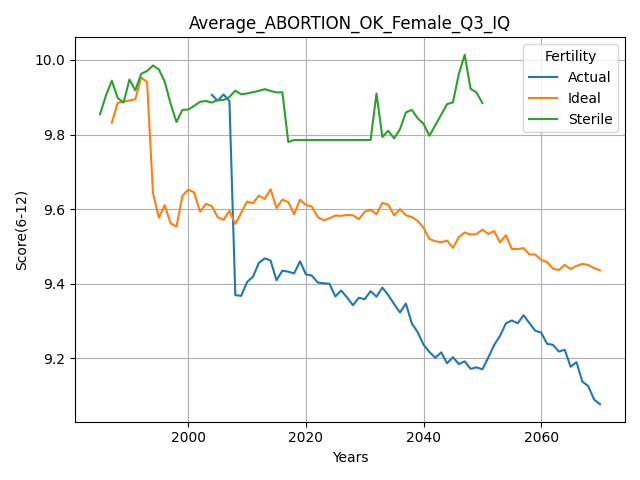 Average_ABORTION_OK_Female_Q3_IQ
Score(6-12)
10.0
9.8
9.6
9.4
9.2
Fertility
Actual
Ideal
Sterile
2000
2020
2040
2060
Years